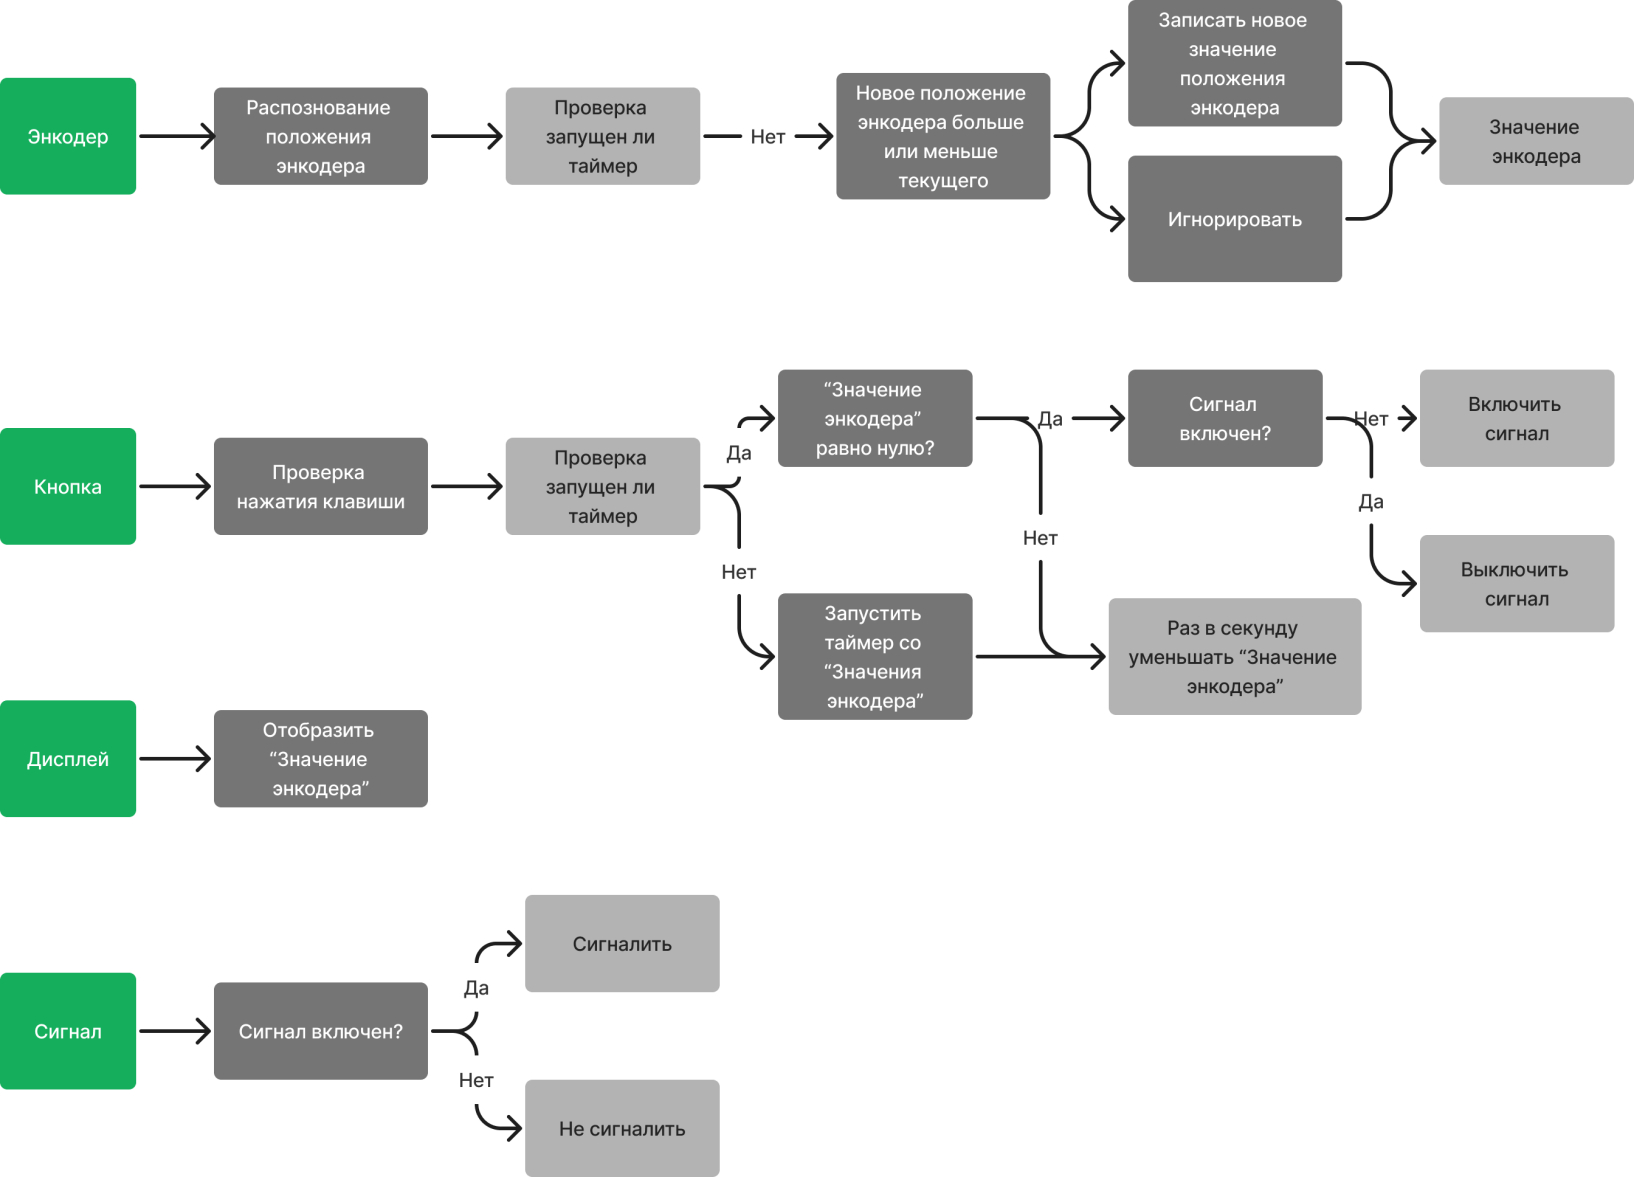 Энкодер
Распознование
положения
энкодера
Проверка
запущен ли
таймер
Нет
Новое положение
энкодера больше
или меньше
текущего
Записать новое
значение
положения
энкодера
Игнорировать
Значение
энкодера
Кнопка
Проверка
нажатия клавиши
Проверка
запущен ли
таймер
Да
Нет
“Значение
энкодера”
равно нулю?
Да
Нет
Сигнал
включен?
Нет
Да
Включить
сигнал
Выключить
сигнал
Запустить
таймер со
“Значения
энкодера”
Раз в секунду
уменьшать “Значение
энкодера”
Дисплей
Отобразить
“Значение
энкодера”
Сигнал
Сигнал включен?
Да
Нет
Сигналить
Не сигналить